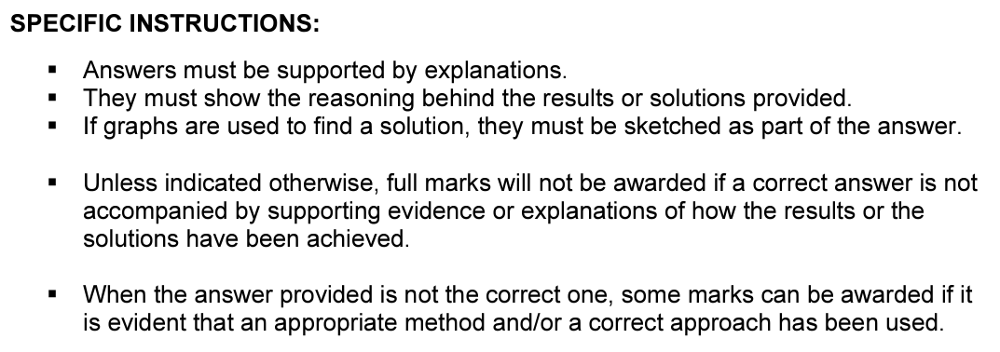 SPECIFIC INSTRUCTIONS:
▪ Answers must be supported by explanations.
▪ They must show the reasoning behind the results or solutions provided.
▪ If graphs are used to find a solution, they must be sketched as part of the answer.
▪ Unless indicated otherwise, full marks will not be awarded if a correct answer is not
accompanied by supporting evidence or explanations of how the results or the
solutions have been achieved.
▪ When the answer provided is not the correct one, some marks can be awarded if it
is evident that an appropriate method and/or a correct approach has been used.